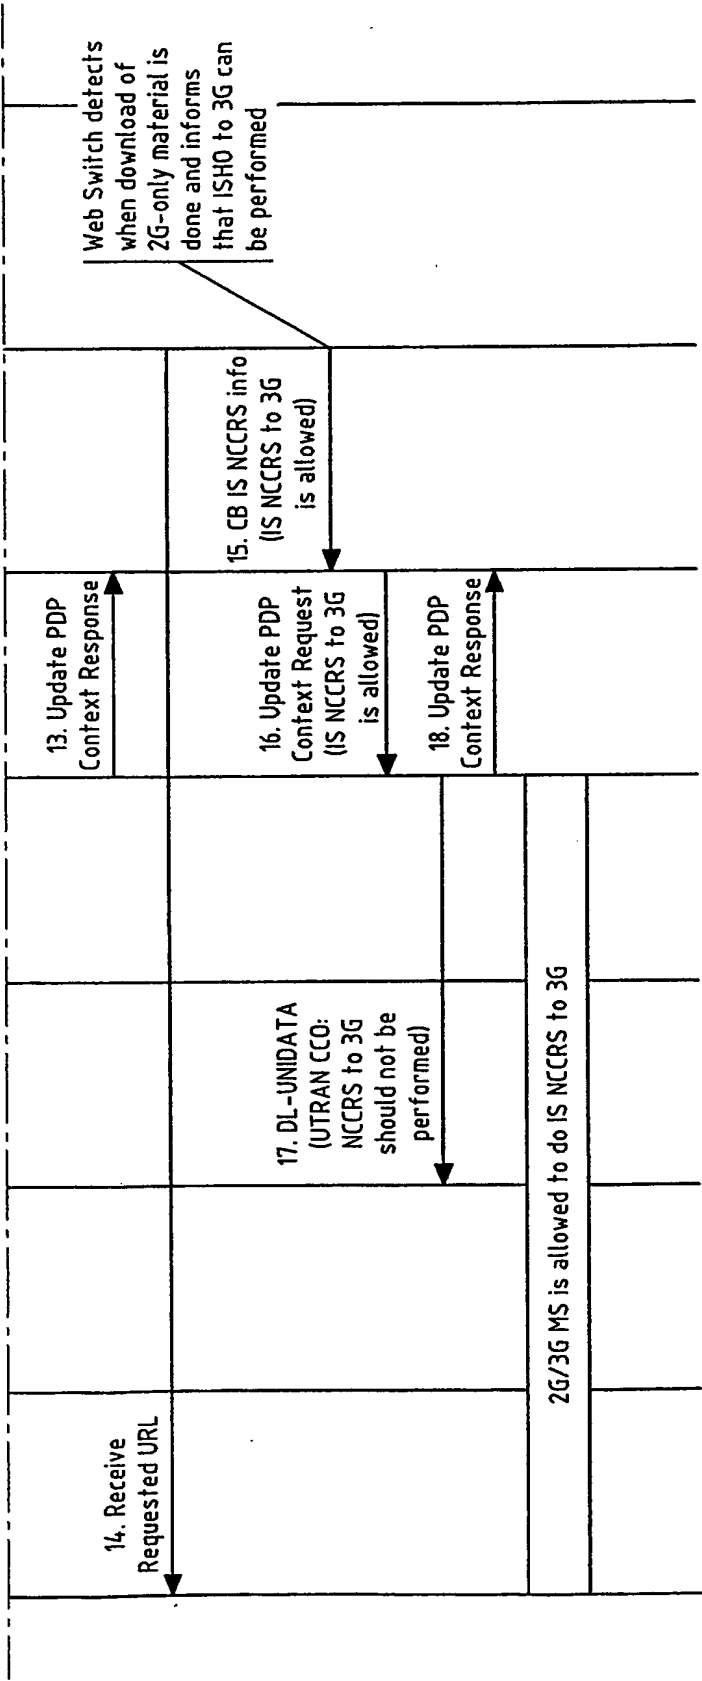 Web Switch detects
when download of
2G-only material is
done and informs
that ISHO to 3G can
be performed
13. Update PDP
Context Response
14. Receive
Requested URL
15. CB IS NCCRS info
(IS NCCRS to 3G
is allowed)
16. Update PDP
Context Request
(IS NCCRS to 3G
is allowed)
17. DL-UNIDATA
(UTRAN CCO:
NCCRS to 3G
should not be
performed)
18. Update PDP
Context Response
2G/3G MS is allowed to do IS NCCRS to 3G